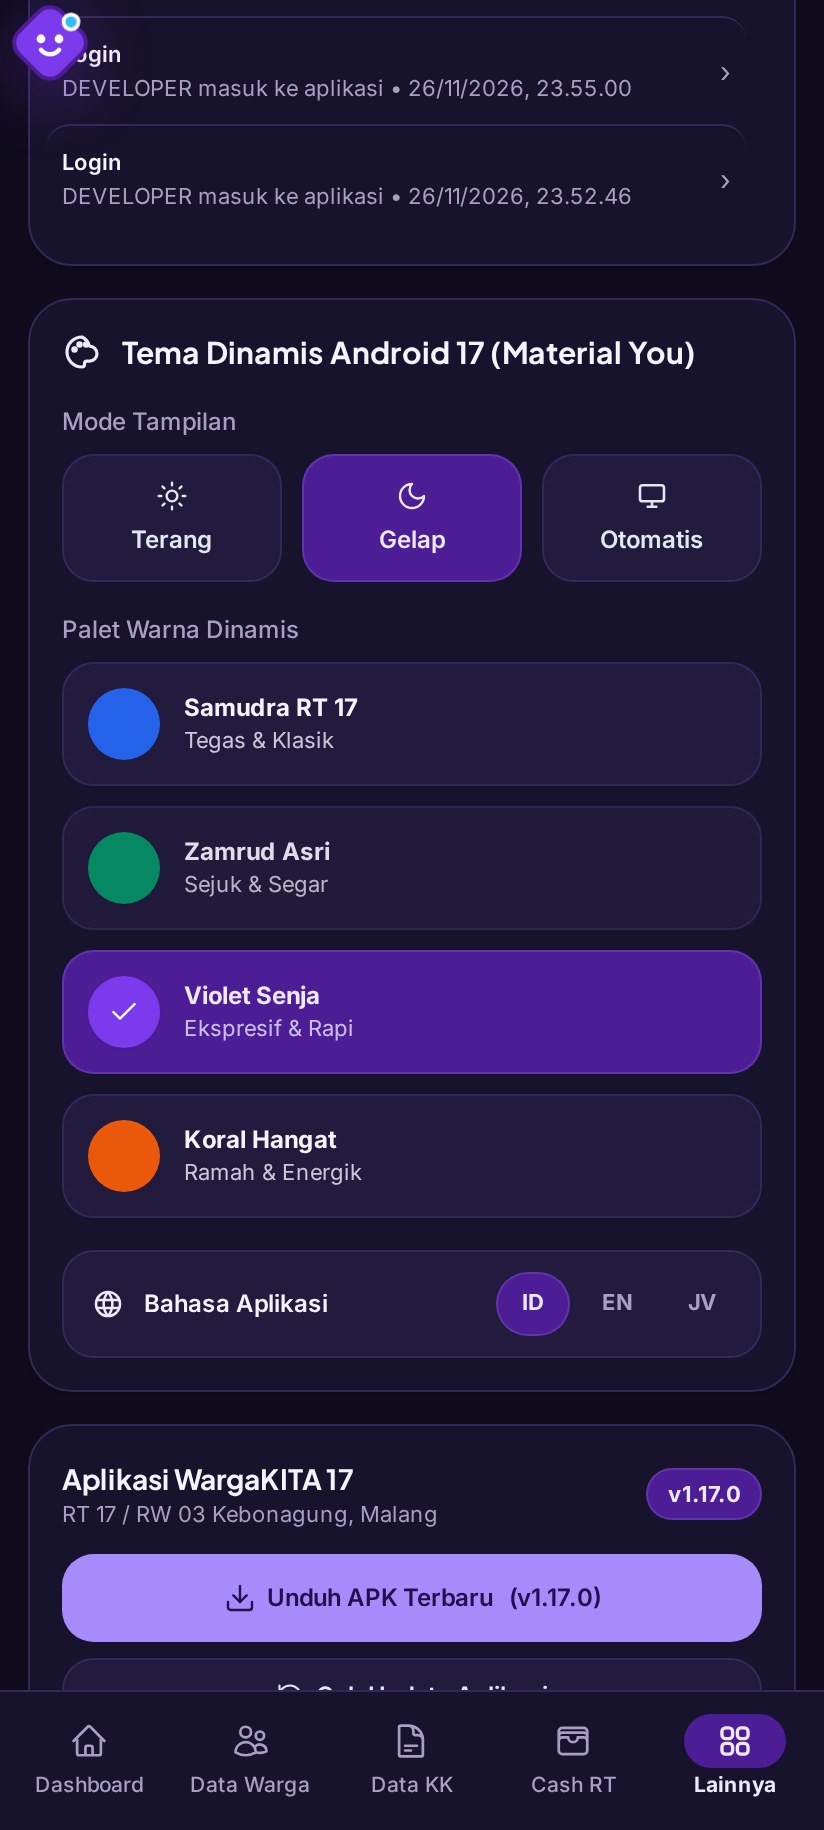 Login
DEVELOPER masuk ke aplikasi • 26/11/2026, 23.55.00
Login
DEVELOPER masuk ke aplikasi • 26/11/2026, 23.52.46
Tema Dinamis Android 17 (Material You)
Mode Tampilan
Terang
Gelap
Otomatis
Palet Warna Dinamis
Samudra RT 17
Tegas & Klasik
Zamrud Asri
Sejuk & Segar
Violet Senja
Ekspresif & Rapi
Koral Hangat
Ramah & Energik
Bahasa Aplikasi
ID
EN
JV
Aplikasi WargaKITA 17
RT 17 / RW 03 Kebonagung, Malang
v1.17.0
Unduh APK Terbaru (v1.17.0)
Dashboard
Data Warga
Data KK
Cash RT
Lainnya